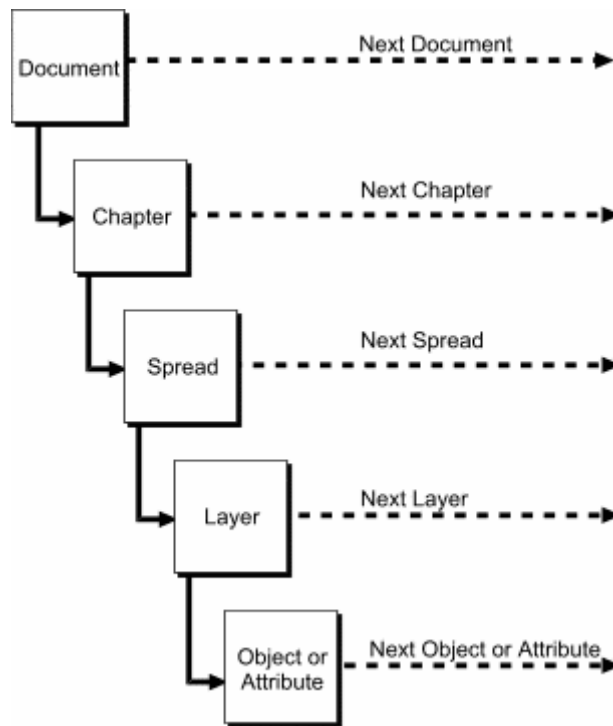 Next Document
Document
Next Chapter
Chapter
Next Spread
Spread
Next Layer
Layer
Next Object or Attribute
Object or
Attribute